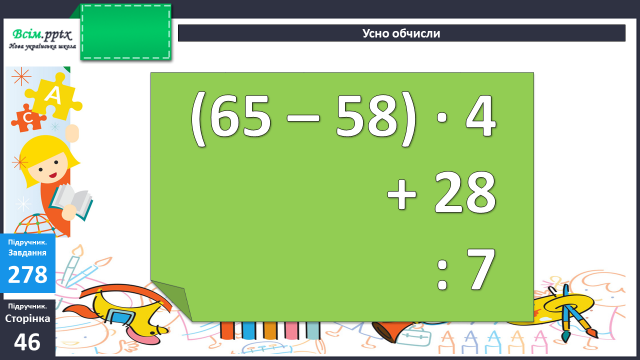 Всім.pptx
Нова українська школа
Усно обчисли
А
С
(65 – 58) · 4
+ 28
: 7
Підручник.
Завдання
278
Підручник.
Сторінка
46